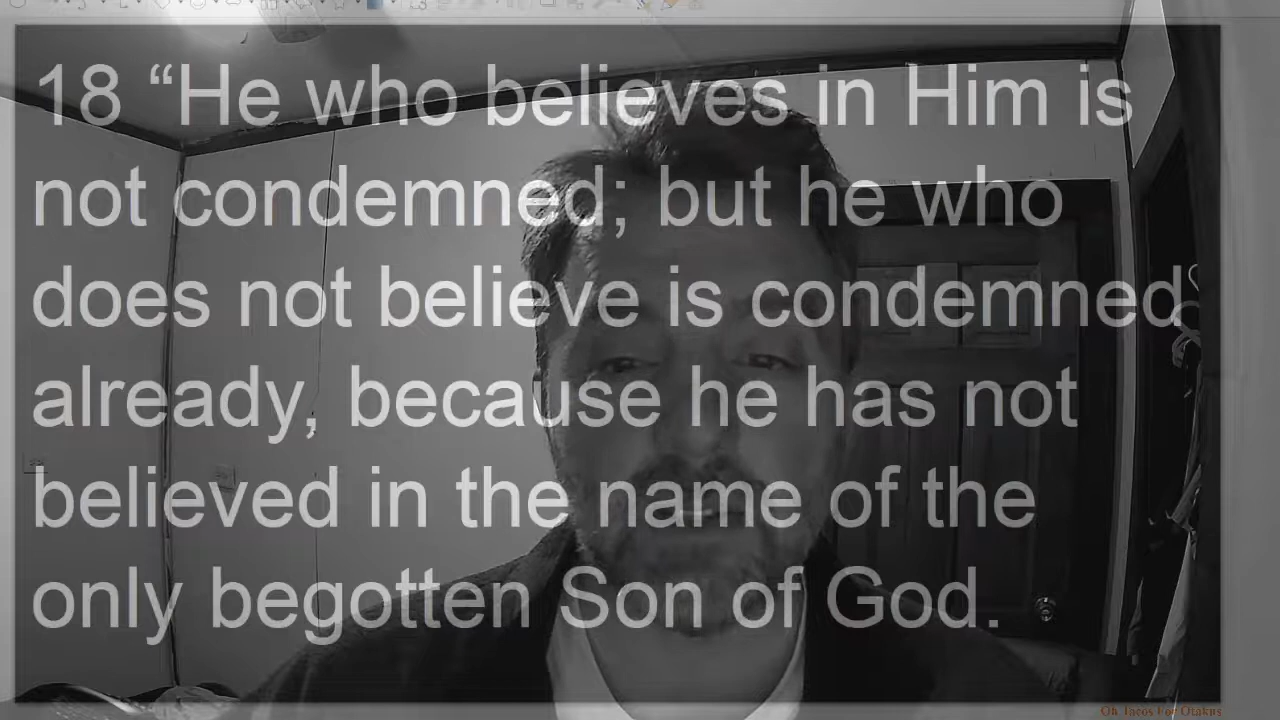 18 “He who believes in Him is
not condemned; but he who
does not believe is condemned
already, because he has not
believed in the name of the
only begotten Son of God.
Oh Tacos For Otakus